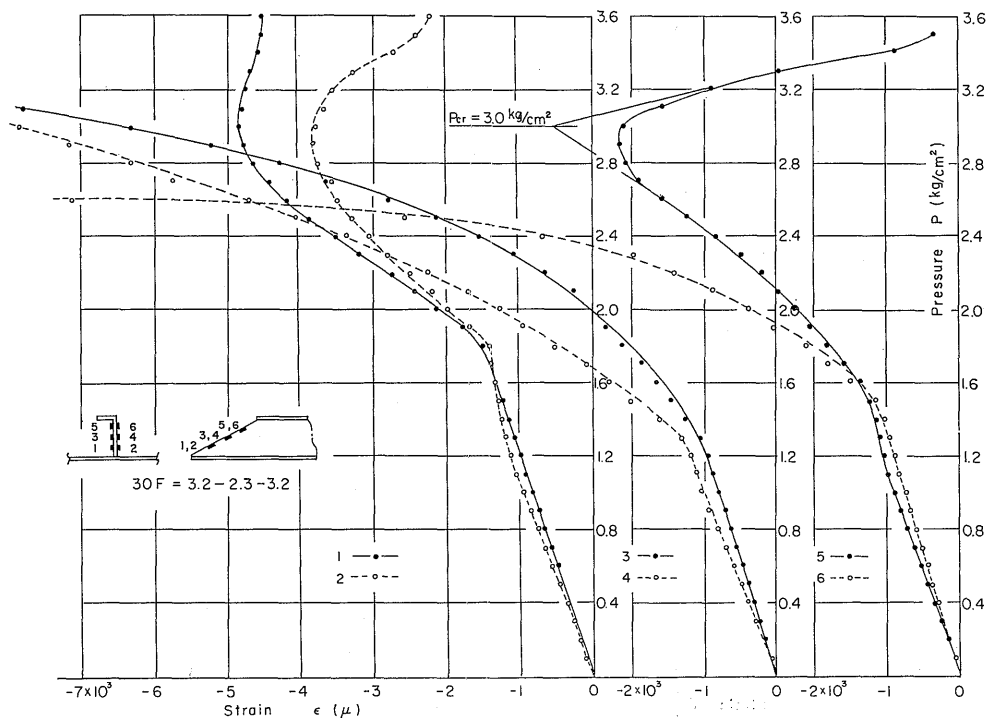 3.6 3.6 3.6
3.2 3.2 3.2
Pcr = 3.0 kg/cm²
2.8 2.8 2.8
2.4 2.4 2.4
2.0 2.0 2.0
1.6 1.6 1.6
1.2 1.2 1.2
0.8 0.8 0.8
0.4 0.4 0.4
Pressure P (kg/cm²)
5 6
3 4
1 2
5,6
3,4
1,2
30F = 3.2 – 2.3 – 3.2
1
2
3
4
5
6
-7×10³ -6 -5 -4 -3 -2 -1 0 -2×10³ -1 0 -2×10³ -1 0
Strain ϵ (μ)